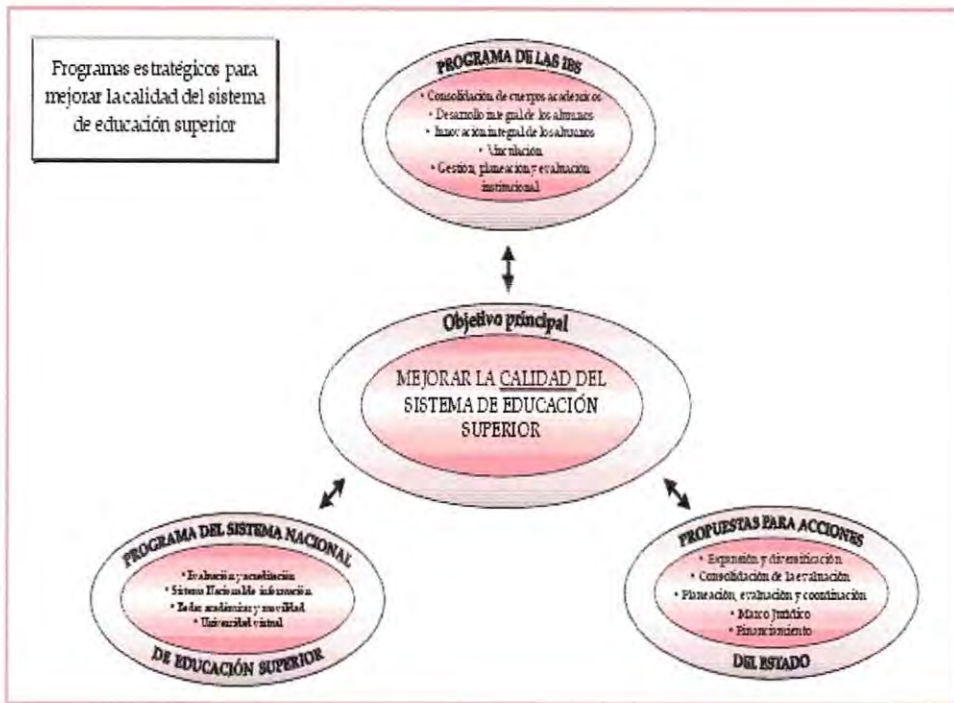 Programas estratégicos para
mejorar la calidad del sistema
de educación superior
PROGRAMA DE LAS IES
• Consolidación de cuerpos académicos
• Desarrollo integral de los alumnos
• Innovación integral de los alumnos
• Vinculación
• Gestión, planeación y evaluación
institucional
Objetivo principal
MEJORAR LA CALIDAD DEL
SISTEMA DE EDUCACIÓN
SUPERIOR
PROGRAMA DEL SISTEMA NACIONAL
• Evaluación y acreditación
• Sistema Nacional de información
• Redes académicas y movilidad
• Universidad virtual
DE EDUCACIÓN SUPERIOR
PROPUESTAS PARA ACCIONES
• Expansión y diversificación
• Consolidación de la evaluación
• Planeación, evaluación y coordinación
• Marco Jurídico
• Financiamiento
DEL ESTADO